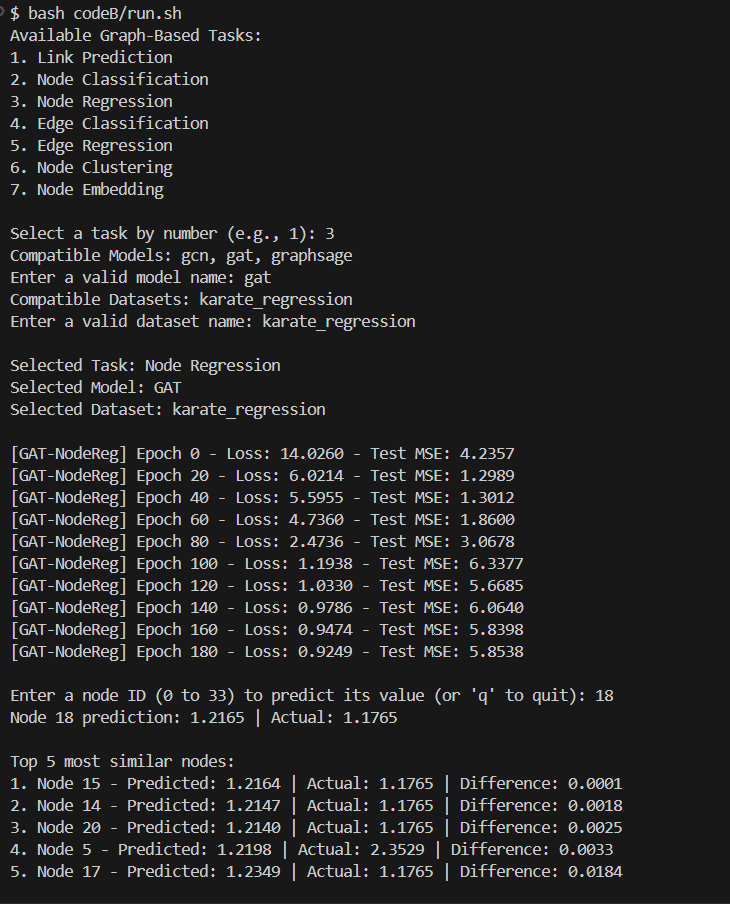 $ bash codeB/run.sh
Available Graph-Based Tasks:
1. Link Prediction
2. Node Classification
3. Node Regression
4. Edge Classification
5. Edge Regression
6. Node Clustering
7. Node Embedding
Select a task by number (e.g., 1): 3
Compatible Models: gcn, gat, graphsage
Enter a valid model name: gat
Compatible Datasets: karate_regression
Enter a valid dataset name: karate_regression
Selected Task: Node Regression
Selected Model: GAT
Selected Dataset: karate_regression
[GAT-NodeReg] Epoch 0 - Loss: 14.0260 - Test MSE: 4.2357
[GAT-NodeReg] Epoch 20 - Loss: 6.0214 - Test MSE: 1.2989
[GAT-NodeReg] Epoch 40 - Loss: 5.5955 - Test MSE: 1.3012
[GAT-NodeReg] Epoch 60 - Loss: 4.7360 - Test MSE: 1.8600
[GAT-NodeReg] Epoch 80 - Loss: 2.4736 - Test MSE: 3.0678
[GAT-NodeReg] Epoch 100 - Loss: 1.1938 - Test MSE: 6.3377
[GAT-NodeReg] Epoch 120 - Loss: 1.0330 - Test MSE: 5.6685
[GAT-NodeReg] Epoch 140 - Loss: 0.9786 - Test MSE: 6.0640
[GAT-NodeReg] Epoch 160 - Loss: 0.9474 - Test MSE: 5.8398
[GAT-NodeReg] Epoch 180 - Loss: 0.9249 - Test MSE: 5.8538
Enter a node ID (0 to 33) to predict its value (or 'q' to quit): 18
Node 18 prediction: 1.2165 | Actual: 1.1765
Top 5 most similar nodes:
1. Node 15 - Predicted: 1.2164 | Actual: 1.1765 | Difference: 0.0001
2. Node 14 - Predicted: 1.2147 | Actual: 1.1765 | Difference: 0.0018
3. Node 20 - Predicted: 1.2140 | Actual: 1.1765 | Difference: 0.0025
4. Node 5 - Predicted: 1.2198 | Actual: 2.3529 | Difference: 0.0033
5. Node 17 - Predicted: 1.2349 | Actual: 1.1765 | Difference: 0.0184